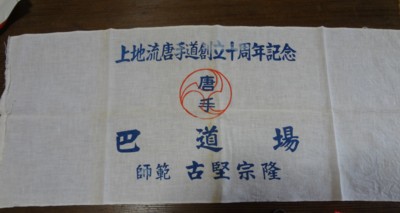 上地流唐手道創立十周年記念
唐手
巴道場
師範 古堅宗隆